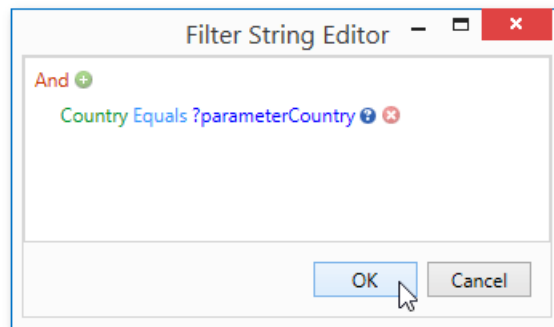 Filter String Editor
And
Country Equals ?parameterCountry
OK Cancel